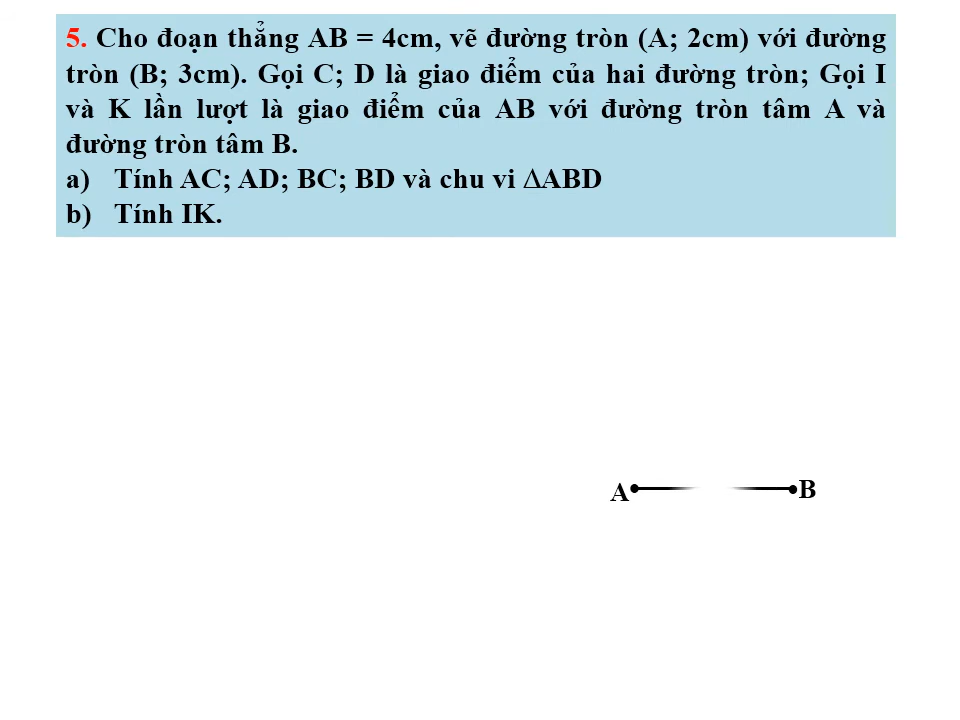 5. Cho đoạn thẳng AB = 4cm, vẽ đường tròn (A; 2cm) với đường
tròn (B; 3cm). Gọi C; D là giao điểm của hai đường tròn; Gọi I
và K lần lượt là giao điểm của AB với đường tròn tâm A và
đường tròn tâm B.
a) Tính AC; AD; BC; BD và chu vi ΔABD
b) Tính IK.
A B